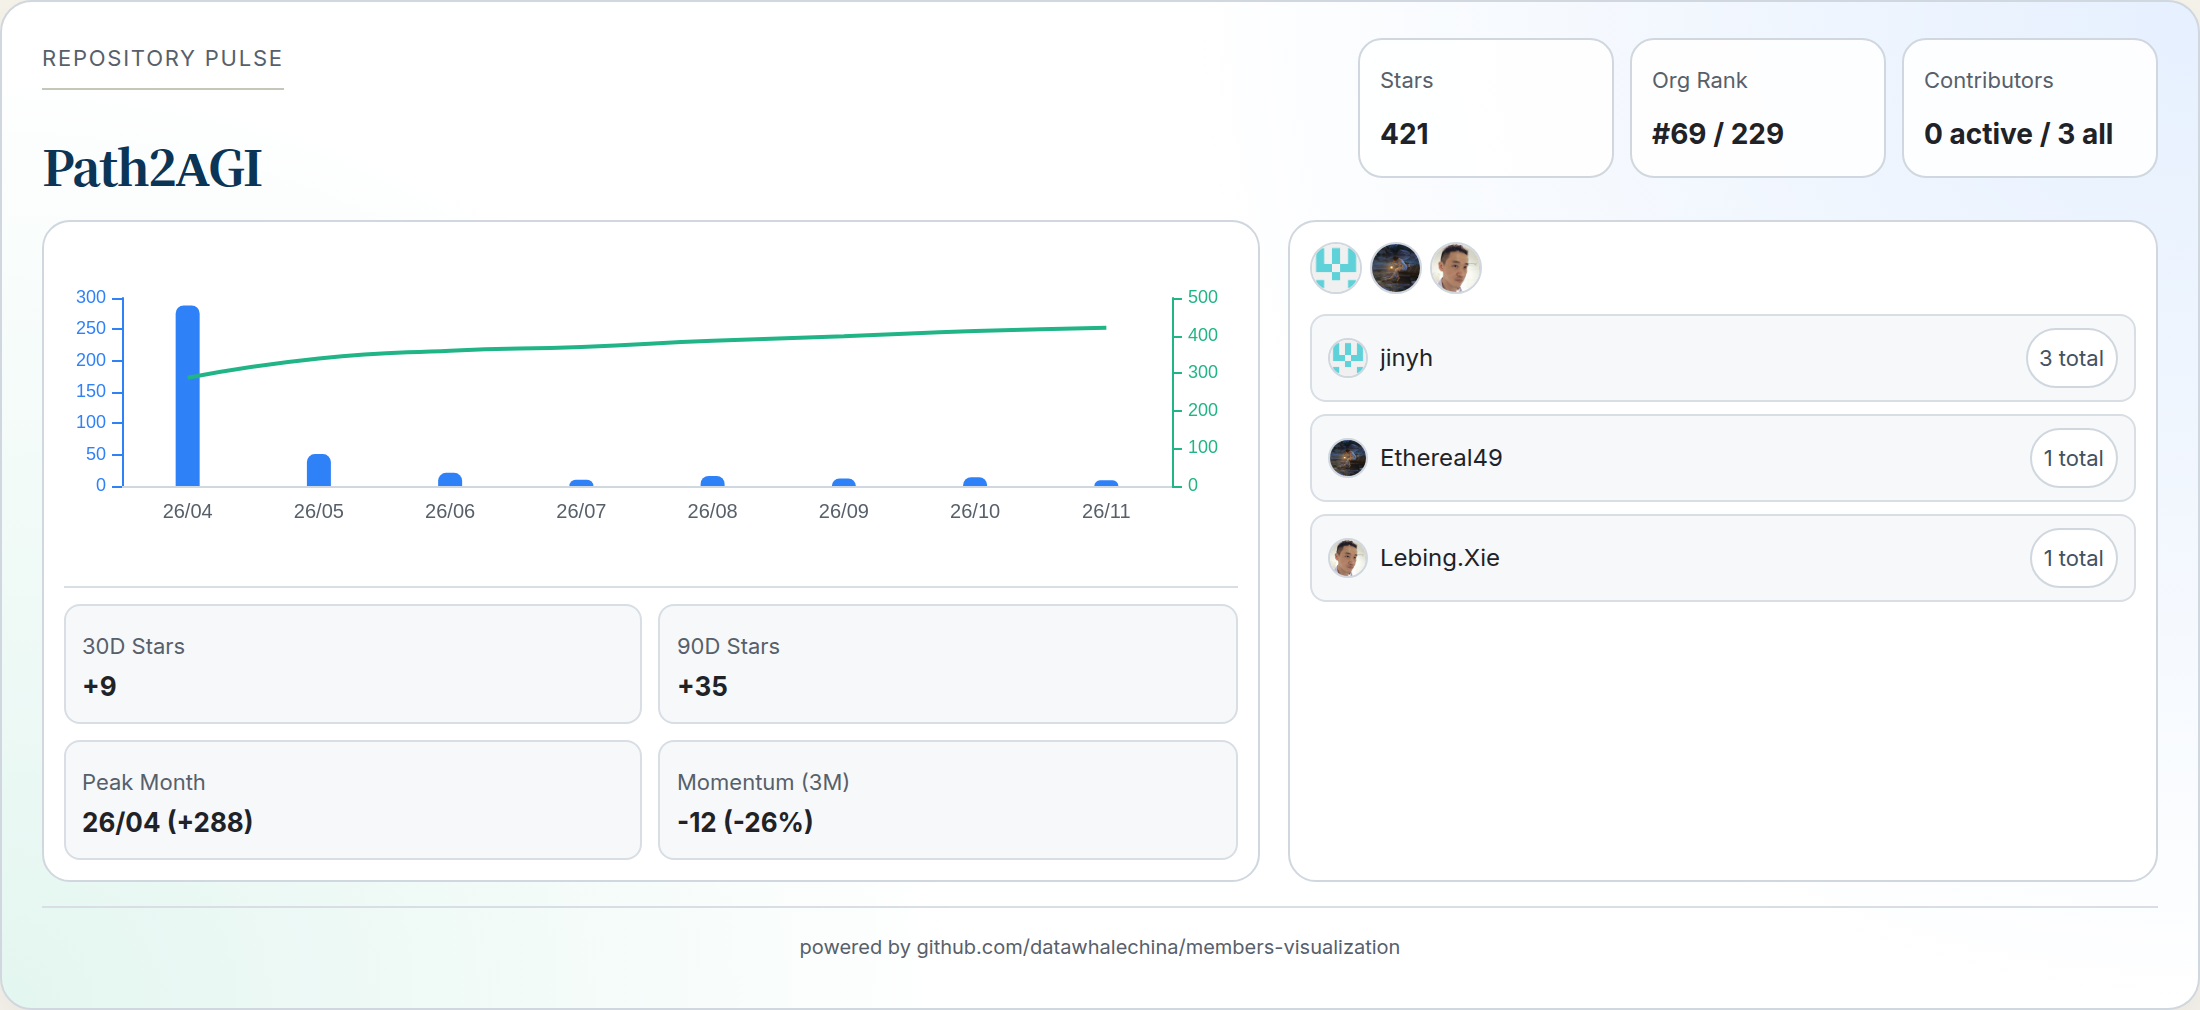 REPOSITORY PULSE
Path2AGI
Stars
421
Org Rank
#69 / 229
Contributors
0 active / 3 all
300
250
200
150
100
50
0
500
400
300
200
100
0
26/04 26/05 26/06 26/07 26/08 26/09 26/10 26/11
30D Stars
+9
90D Stars
+35
Peak Month
26/04 (+288)
Momentum (3M)
-12 (-26%)
jinyh 3 total
Ethereal49 1 total
Lebing.Xie 1 total
powered by github.com/datawhalechina/members-visualization